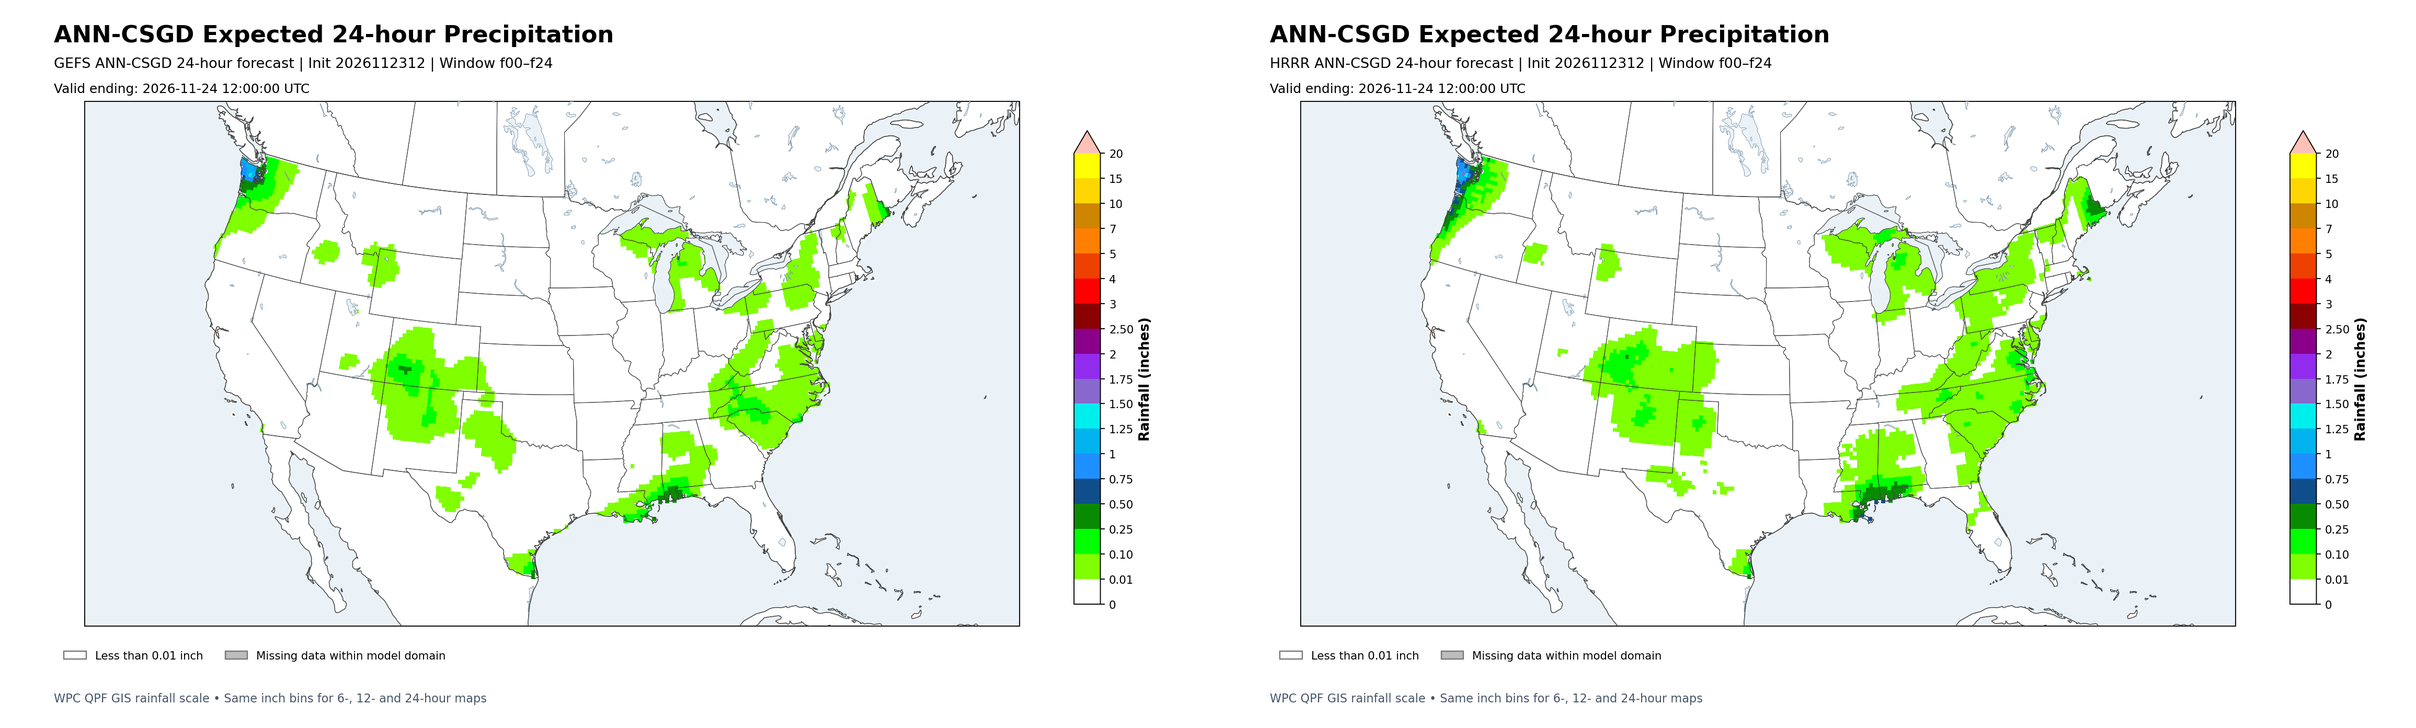 ANN-CSGD Expected 24-hour Precipitation
GEFS ANN-CSGD 24-hour forecast | Init 2026112312 | Window f00–f24
Valid ending: 2026-11-24 12:00:00 UTC
20
15
10
7
5
4
3
2.50
2
1.75
1.50
1.25
1
0.75
0.50
0.25
0.10
0.01
0
Rainfall (inches)
Less than 0.01 inch
Missing data within model domain
WPC QPF GIS rainfall scale • Same inch bins for 6-, 12- and 24-hour maps
ANN-CSGD Expected 24-hour Precipitation
HRRR ANN-CSGD 24-hour forecast | Init 2026112312 | Window f00–f24
Valid ending: 2026-11-24 12:00:00 UTC
20
15
10
7
5
4
3
2.50
2
1.75
1.50
1.25
1
0.75
0.50
0.25
0.10
0.01
0
Rainfall (inches)
Less than 0.01 inch
Missing data within model domain
WPC QPF GIS rainfall scale • Same inch bins for 6-, 12- and 24-hour maps